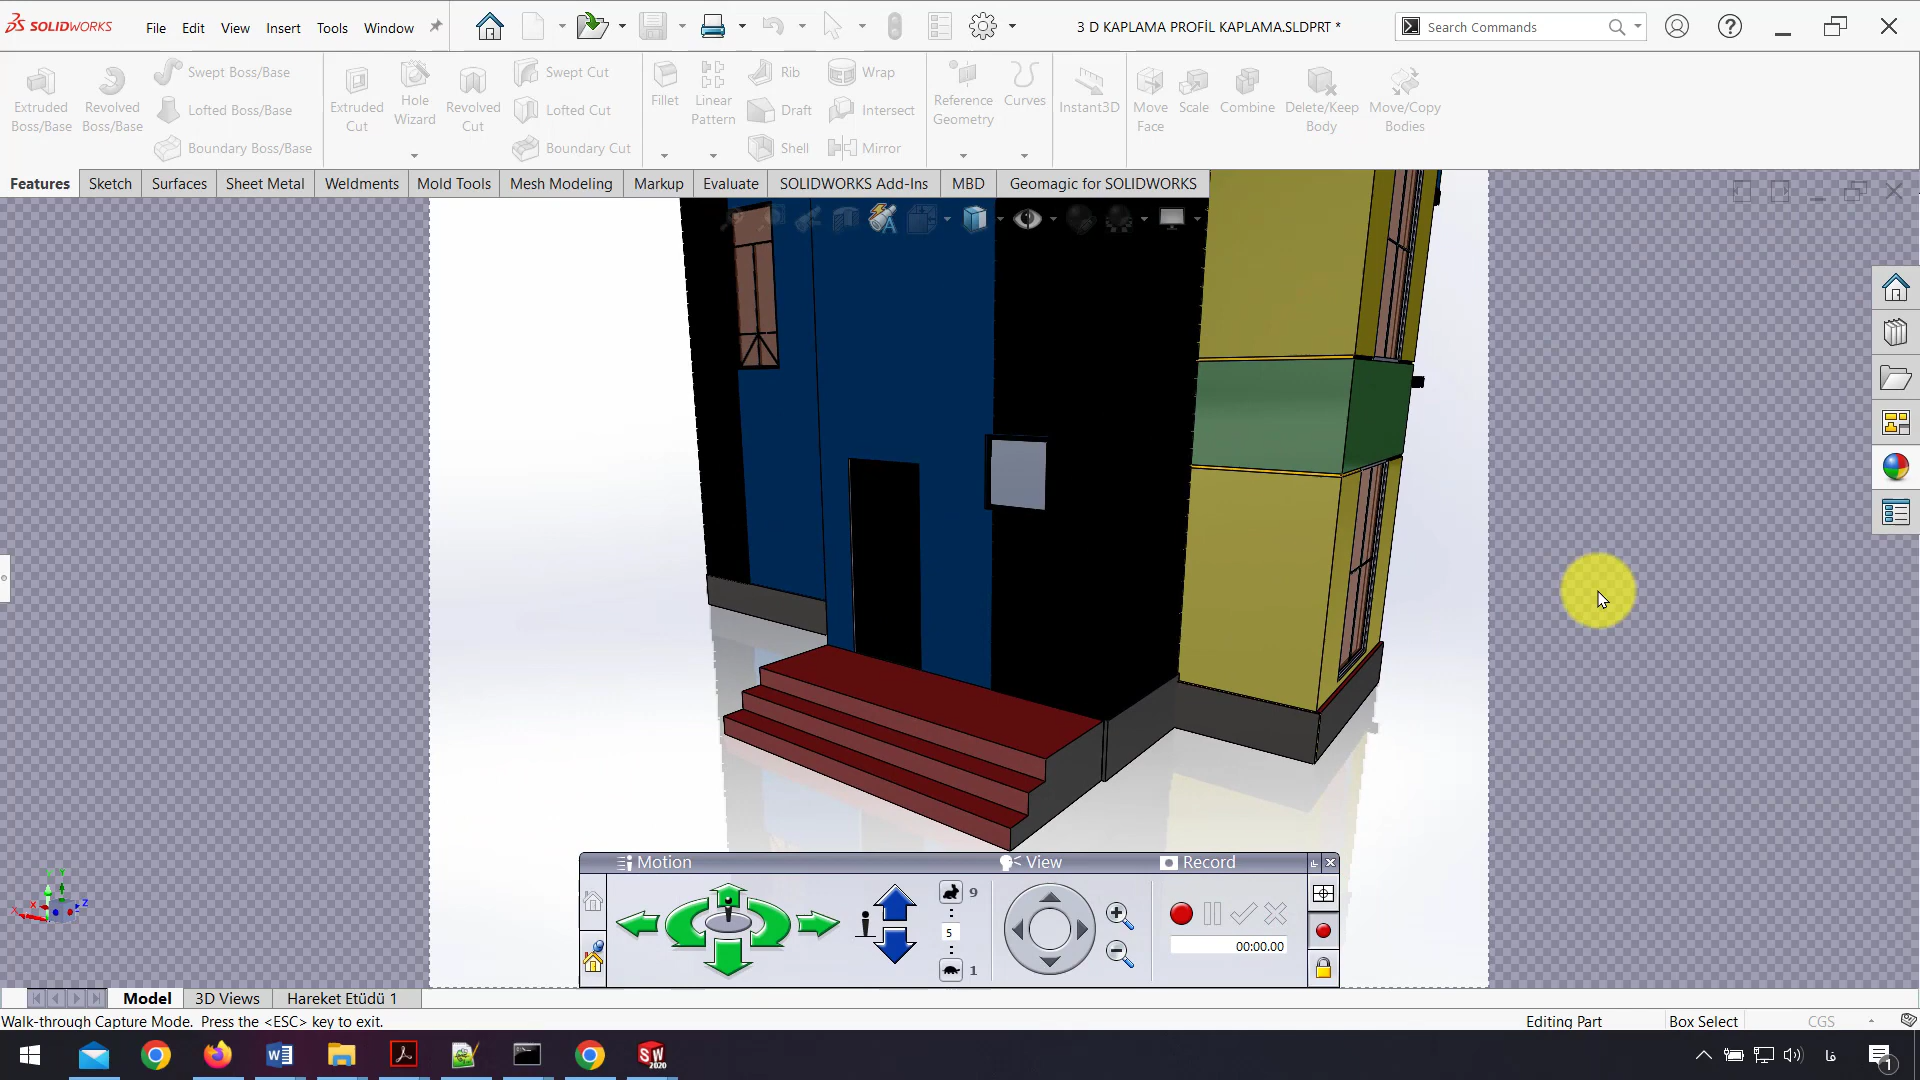 SOLIDWORKS
File Edit View Insert Tools Window
3 D KAPLAMA PROFİL KAPLAMA.SLDPRT *
Search Commands
Extruded Boss/Base
Revolved Boss/Base
Swept Boss/Base
Lofted Boss/Base
Boundary Boss/Base
Extruded Cut
Hole Wizard
Revolved Cut
Swept Cut
Lofted Cut
Boundary Cut
Fillet
Linear Pattern
Rib
Draft
Shell
Wrap
Intersect
Mirror
Reference Geometry
Curves
Instant3D
Move Face
Scale
Combine
Delete/Keep Body
Move/Copy Bodies
Features Sketch Surfaces Sheet Metal Weldments Mold Tools Mesh Modeling Markup Evaluate SOLIDWORKS Add-Ins MBD Geomagic for SOLIDWORKS
Motion View Record
9
5
1
00:00.00
Model 3D Views Hareket Etüdü 1
Walk-through Capture Mode. Press the <ESC> key to exit.
Editing Part Box Select CGS
SW 2020
فا
1